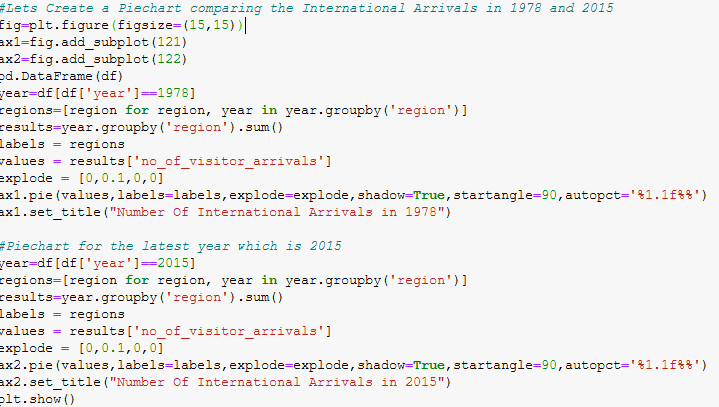 #Lets Create a Piechart comparing the International Arrivals in 1978 and 2015
fig=plt.figure(figsize=(15,15))
ax1=fig.add_subplot(121)
ax2=fig.add_subplot(122)
pd.DataFrame(df)
year=df[df['year']==1978]
regions=[region for region, year in year.groupby('region')]
results=year.groupby('region').sum()
labels = regions
values = results['no_of_visitor_arrivals']
explode = [0,0.1,0,0]
ax1.pie(values,labels=labels,explode=explode,shadow=True,startangle=90,autopct='%1.1f%%')
ax1.set_title("Number Of International Arrivals in 1978")
#Piechart for the latest year which is 2015
year=df[df['year']==2015]
regions=[region for region, year in year.groupby('region')]
results=year.groupby('region').sum()
labels = regions
values = results['no_of_visitor_arrivals']
explode = [0,0.1,0,0]
ax2.pie(values,labels=labels,explode=explode,shadow=True,startangle=90,autopct='%1.1f%%')
ax2.set_title("Number Of International Arrivals in 2015")
plt.show()